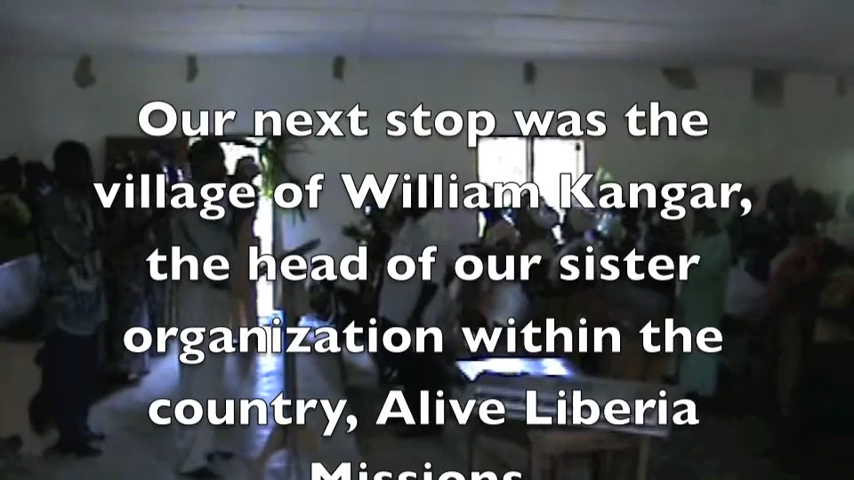 Our next stop was the
village of William Kangar,
the head of our sister
organization within the
country, Alive Liberia
Missions